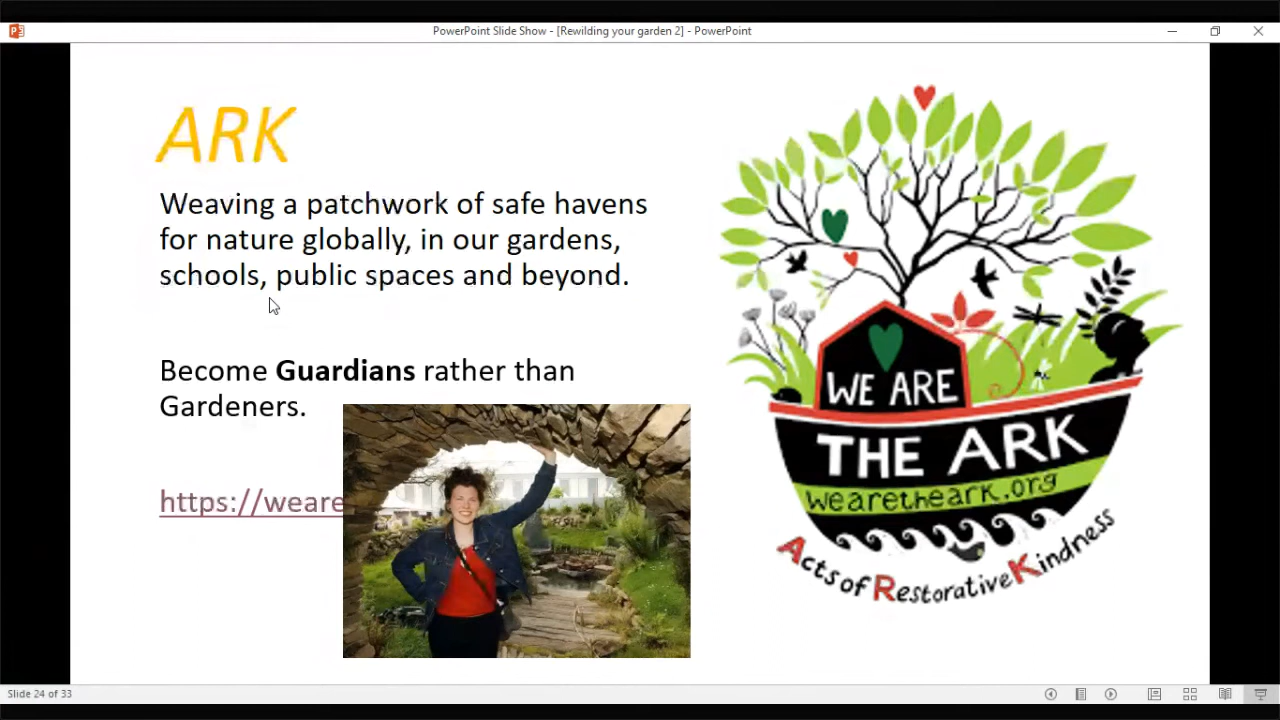 PowerPoint Slide Show - [Rewilding your garden 2] - PowerPoint
ARK
Weaving a patchwork of safe havens
for nature globally, in our gardens,
schools, public spaces and beyond.
Become Guardians rather than
Gardeners.
https://weare
WE ARE
THE ARK
wearetheark.org
Acts of Restorative Kindness
Slide 24 of 33